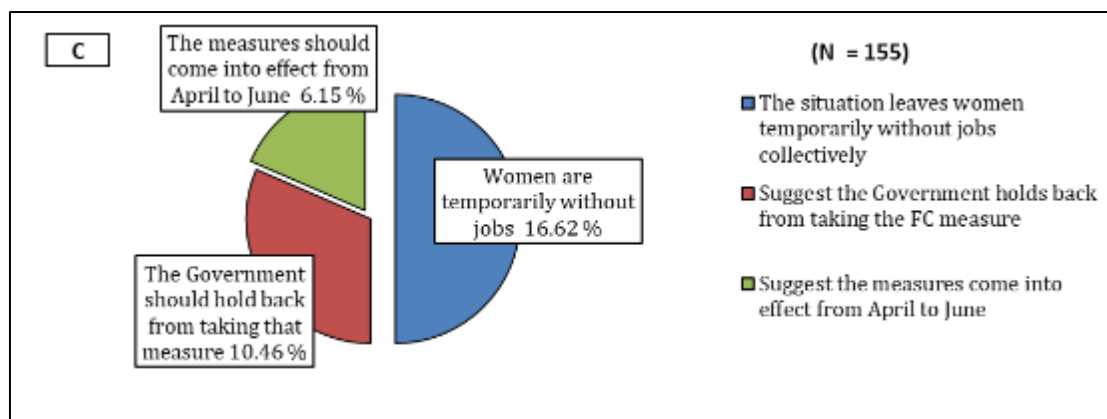 C
The measures should
come into effect from
April to June 6.15 %
(N = 155)
Women are
temporarily without
jobs 16.62 %
The Government
should hold back
from taking that
measure 10.46 %
The situation leaves women
temporarily without jobs
collectively
Suggest the Government holds back
from taking the FC measure
Suggest the measures come into
effect from April to June